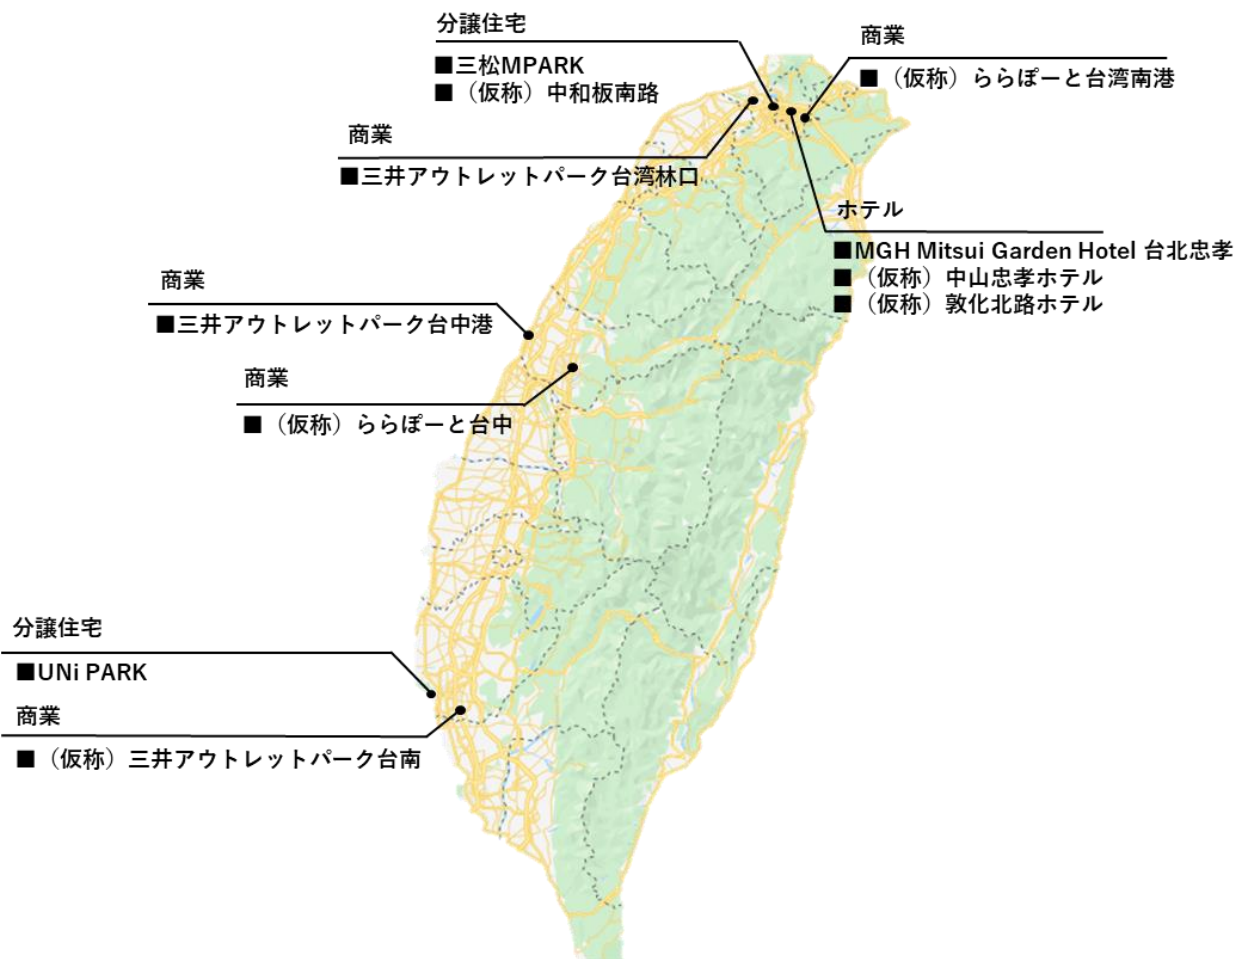 分譲住宅
■三松MPARK
■（仮称）中和板南路
商業
■（仮称）ららぽーと台湾南港
商業
■三井アウトレットパーク台湾林口
ホテル
■MGH Mitsui Garden Hotel 台北忠孝
■（仮称）中山忠孝ホテル
■（仮称）敦化北路ホテル
商業
■三井アウトレットパーク台中港
商業
■（仮称）ららぽーと台中
分譲住宅
■UNi PARK
商業
■（仮称）三井アウトレットパーク台南